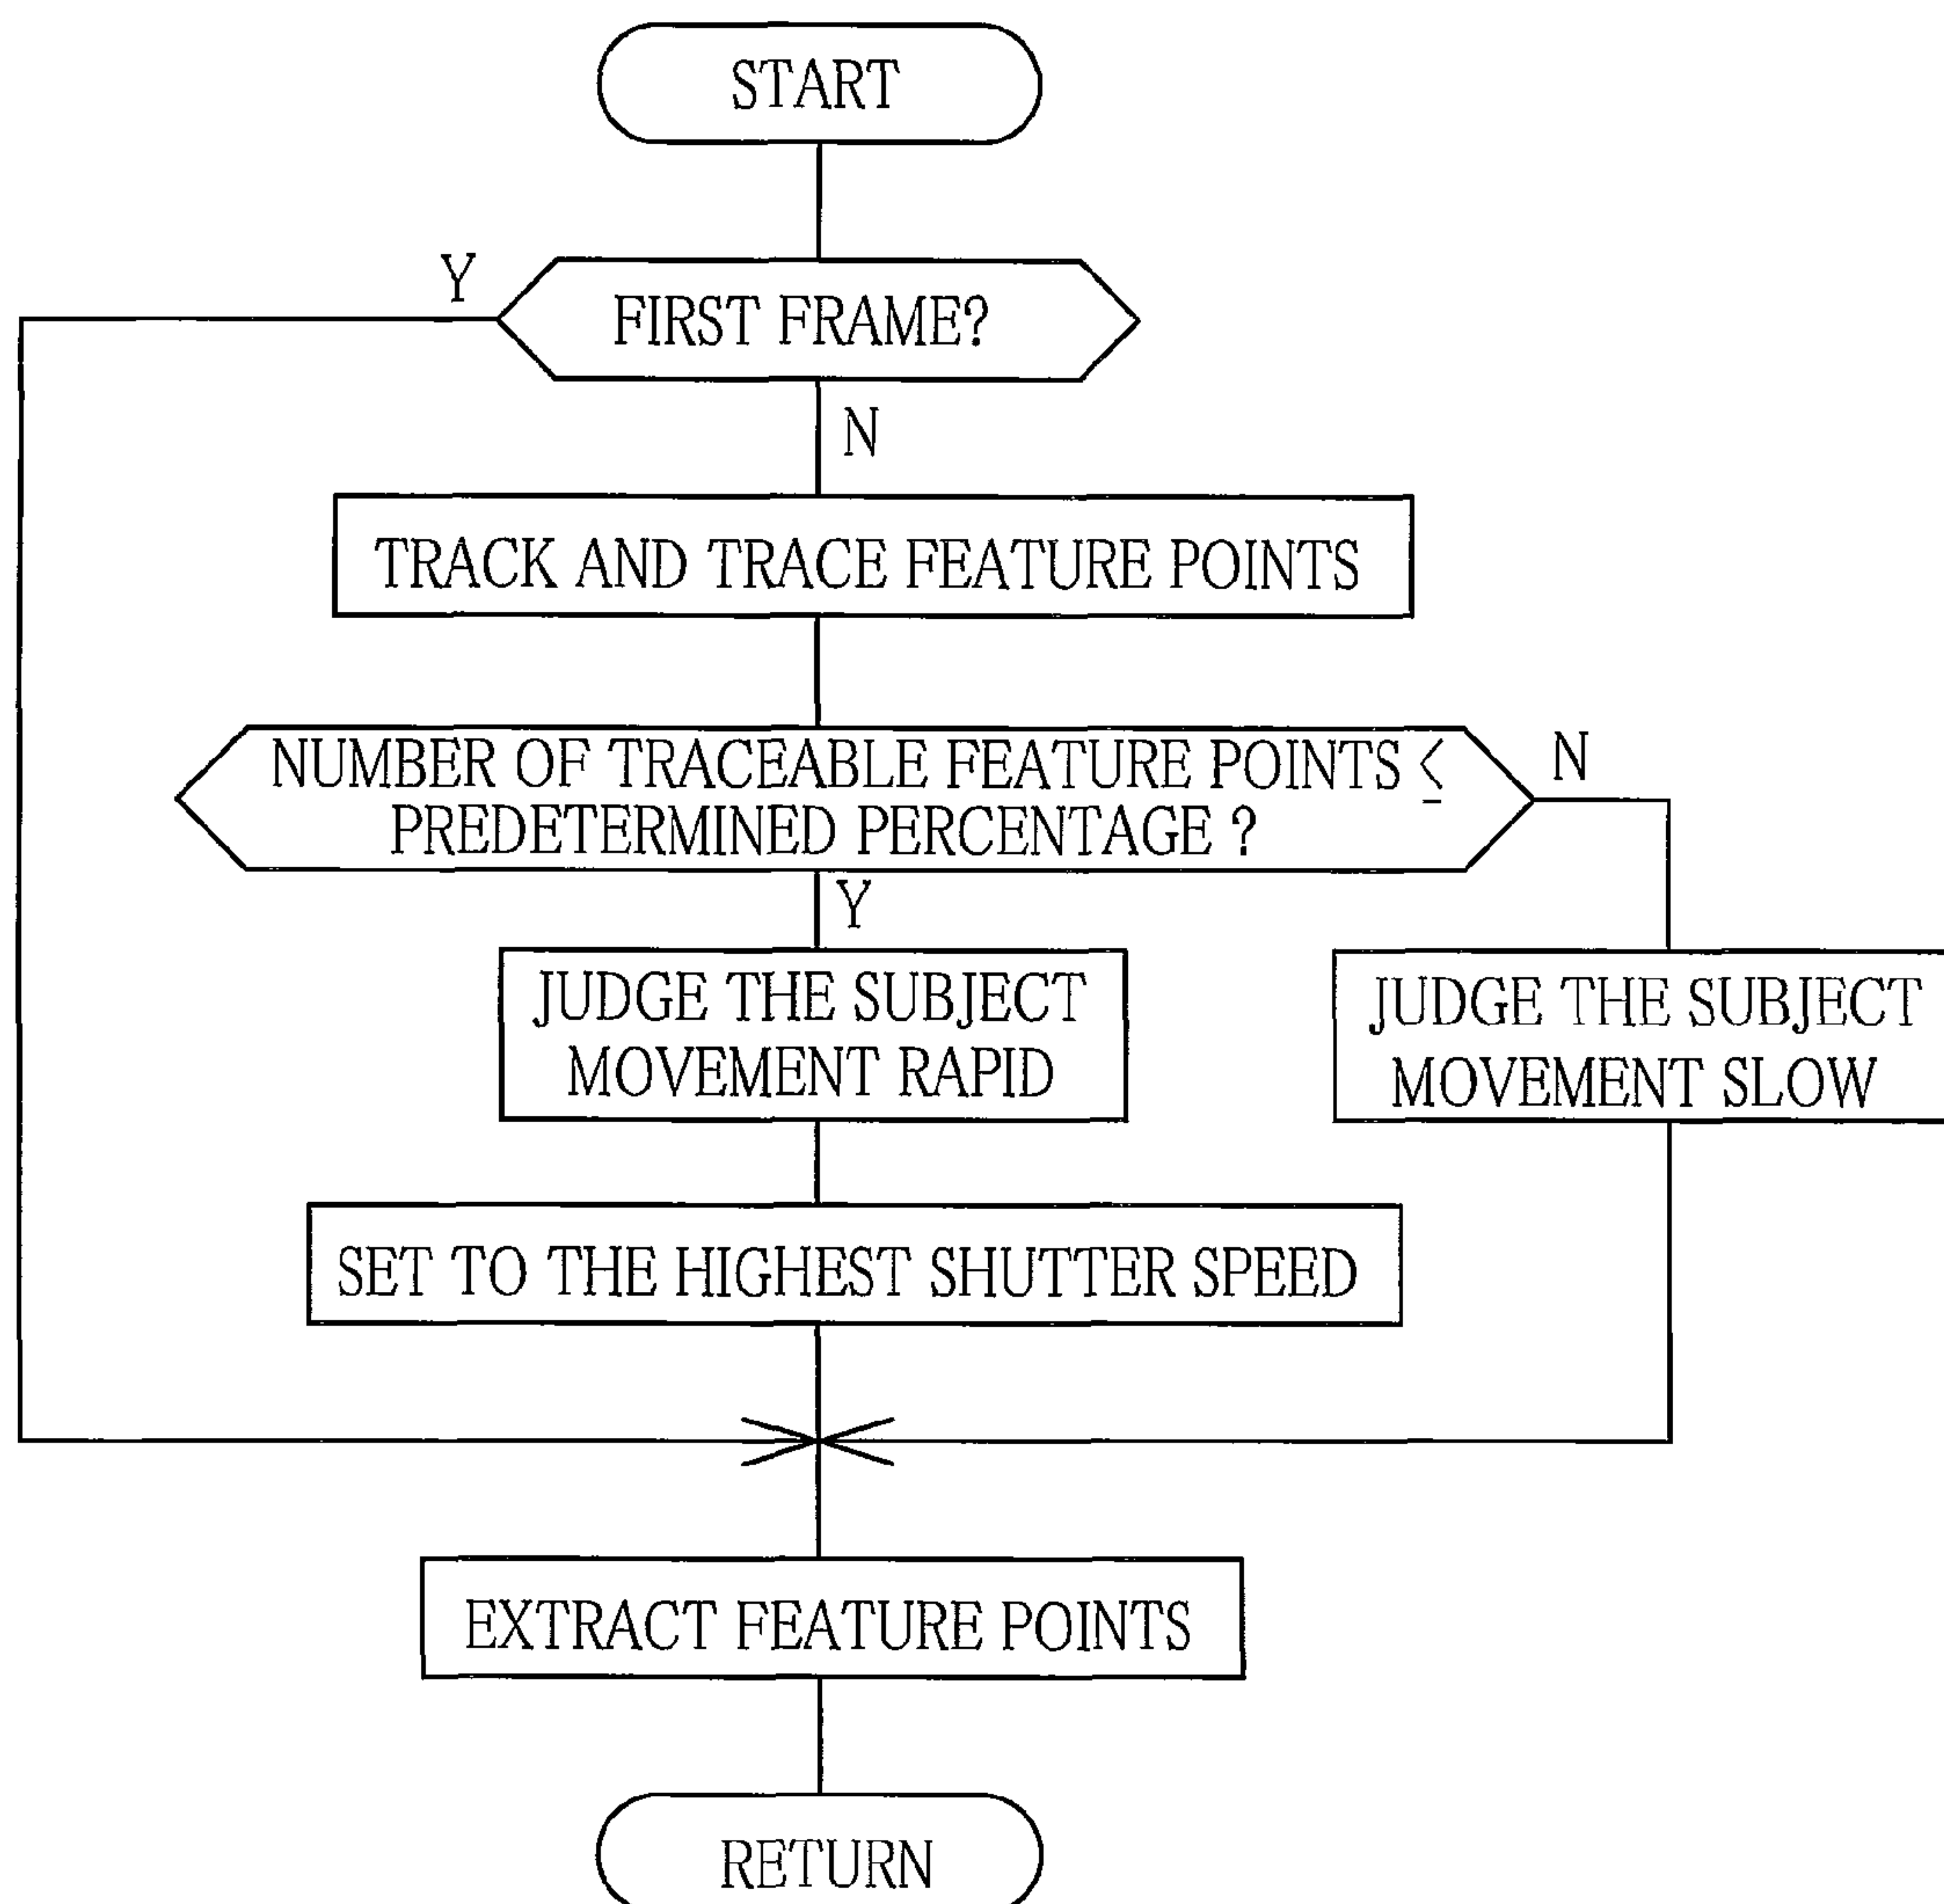 START
Y
FIRST FRAME?
N
TRACK AND TRACE FEATURE POINTS
NUMBER OF TRACEABLE FEATURE POINTS ≤
PREDETERMINED PERCENTAGE ?
N
Y
JUDGE THE SUBJECT
MOVEMENT RAPID
JUDGE THE SUBJECT
MOVEMENT SLOW
SET TO THE HIGHEST SHUTTER SPEED
EXTRACT FEATURE POINTS
RETURN